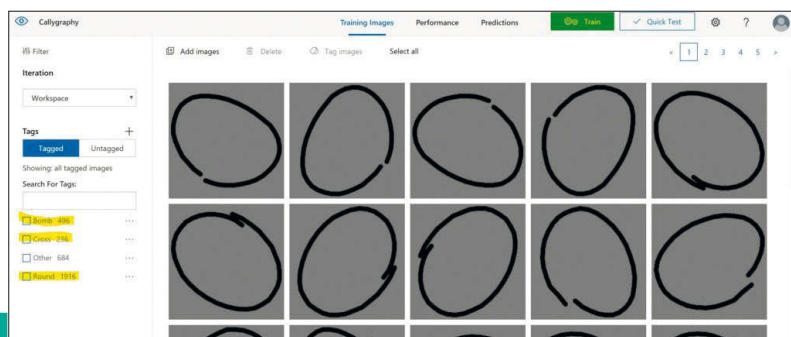 Callygraphy Training Images Performance Predictions Train Quick Test ?
Filter Add images Delete Tag images Select all < 1 2 3 4 5 >
Iteration
Workspace
Tags +
Tagged Untagged
Showing: all tagged images
Search For Tags:
Bomb 496 ...
Cross 256 ...
Other 684 ...
Round 1916 ...